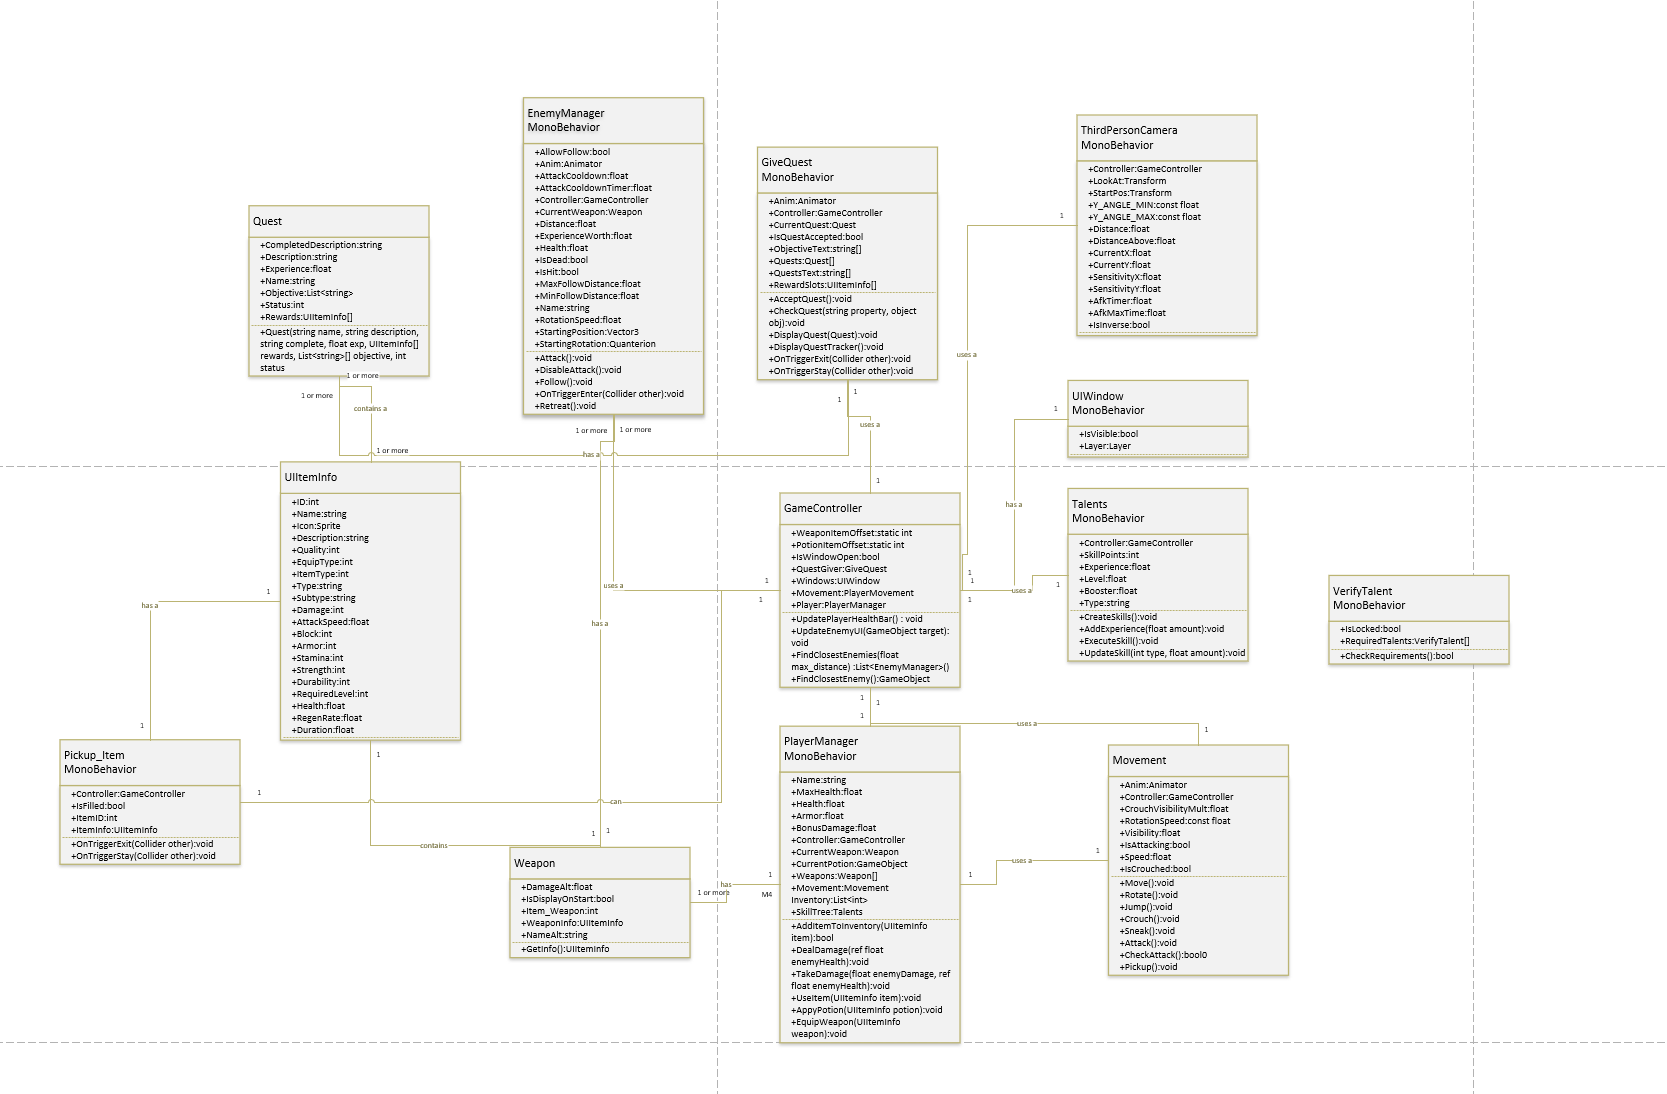 EnemyManager
MonoBehavior
+AllowFollow:bool
+Anim:Animator
+AttackCooldown:float
+AttackCooldownTimer:float
+Controller:GameController
+CurrentWeapon:Weapon
+Distance:float
+ExperienceWorth:float
+Health:float
+IsDead:bool
+IsHit:bool
+MaxFollowDistance:float
+MinFollowDistance:float
+Name:string
+RotationSpeed:float
+StartingPosition:Vector3
+StartingRotation:Quanterion
+Attack():void
+DisableAttack():void
+Follow():void
+OnTriggerEnter(Collider other):void
+Retreat():void
1 or more
1 or more
has a
uses a
has a
ThirdPersonCamera
MonoBehavior
+Controller:GameController
+LookAt:Transform
+StartPos:Transform
+Y_ANGLE_MIN:const float
+Y_ANGLE_MAX:const float
+Distance:float
+DistanceAbove:float
+CurrentX:float
+CurrentY:float
+SensitivityX:float
+SensitivityY:float
+AfkTimer:float
+AfkMaxTime:float
+IsInverse:bool
1
uses a
GiveQuest
MonoBehavior
+Anim:Animator
+Controller:GameController
+CurrentQuest:Quest
+IsQuestAccepted:bool
+ObjectiveText:string[]
+Quests:Quest[]
+QuestsText:string[]
+RewardSlots:UIItemInfo[]
+AcceptQuest():void
+CheckQuest(string property, object
obj):void
+DisplayQuest(Quest):void
+DisplayQuestTracker():void
+OnTriggerExit(Collider other):void
+OnTriggerStay(Collider other):void
1
1
uses a
1
Quest
+CompletedDescription:string
+Description:string
+Experience:float
+Name:string
+Objective:List<string>
+Status:int
+Rewards:UIItemInfo[]
+Quest(string name, string description,
string complete, float exp, UIItemInfo[]
rewards, List<string>[] objective, int
status
1 or more
1 or more
contains a
1 or more
UIWindow
MonoBehavior
+IsVisible:bool
+Layer:Layer
1
has a
UIItemInfo
+ID:int
+Name:string
+Icon:Sprite
+Description:string
+Quality:int
+EquipType:int
+ItemType:int
+Type:string
+Subtype:string
+Damage:int
+AttackSpeed:float
+Block:int
+Armor:int
+Stamina:int
+Strength:int
+Durability:int
+RequiredLevel:int
+Health:float
+RegenRate:float
+Duration:float
1
has a
1
1
contains
GameController
+WeaponItemOffset:static int
+PotionItemOffset:static int
+IsWindowOpen:bool
+QuestGiver:GiveQuest
+Windows:UIWindow
+Movement:PlayerMovement
+Player:PlayerManager
+UpdatePlayerHealthBar() : void
+UpdateEnemyUI(GameObject target):
void
+FindClosestEnemies(float
max_distance) :List<EnemyManager>()
+FindClosestEnemy():GameObject
1
1
1
1
1
uses a
1
1
1
1
uses a
1
Talents
MonoBehavior
+Controller:GameController
+SkillPoints:int
+Experience:float
+Level:float
+Booster:float
+Type:string
+CreateSkills():void
+AddExperience(float amount):void
+ExecuteSkill():void
+UpdateSkill(int type, float amount):void
VerifyTalent
MonoBehavior
+IsLocked:bool
+RequiredTalents:VerifyTalent[]
+CheckRequirements():bool
Pickup_Item
MonoBehavior
+Controller:GameController
+IsFilled:bool
+ItemID:int
+ItemInfo:UIItemInfo
+OnTriggerExit(Collider other):void
+OnTriggerStay(Collider other):void
1
can
PlayerManager
MonoBehavior
+Name:string
+MaxHealth:float
+Health:float
+Armor:float
+BonusDamage:float
+Controller:GameController
+CurrentWeapon:Weapon
+CurrentPotion:GameObject
+Weapons:Weapon[]
+Movement:Movement
Inventory:List<int>
+SkillTree:Talents
+AddItemToInventory(UIItemInfo
item):bool
+DealDamage(ref float
enemyHealth):void
+TakeDamage(float enemyDamage, ref
float enemyHealth):void
+UseItem(UIItemInfo item):void
+AppyPotion(UIItemInfo potion):void
+EquipWeapon(UIItemInfo
weapon):void
Movement
+Anim:Animator
+Controller:GameController
+CrouchVisibilityMult:float
+RotationSpeed:const float
+Visibility:float
+IsAttacking:bool
+Speed:float
+IsCrouched:bool
+Move():void
+Rotate():void
+Jump():void
+Crouch():void
+Sneak():void
+Attack():void
+CheckAttack():bool0
+Pickup():void
1
uses a
1
1
1
Weapon
+DamageAlt:float
+IsDisplayOnStart:bool
+Item_Weapon:int
+WeaponInfo:UIItemInfo
+NameAlt:string
+GetInfo():UIItemInfo
has
1 or more
1
M4